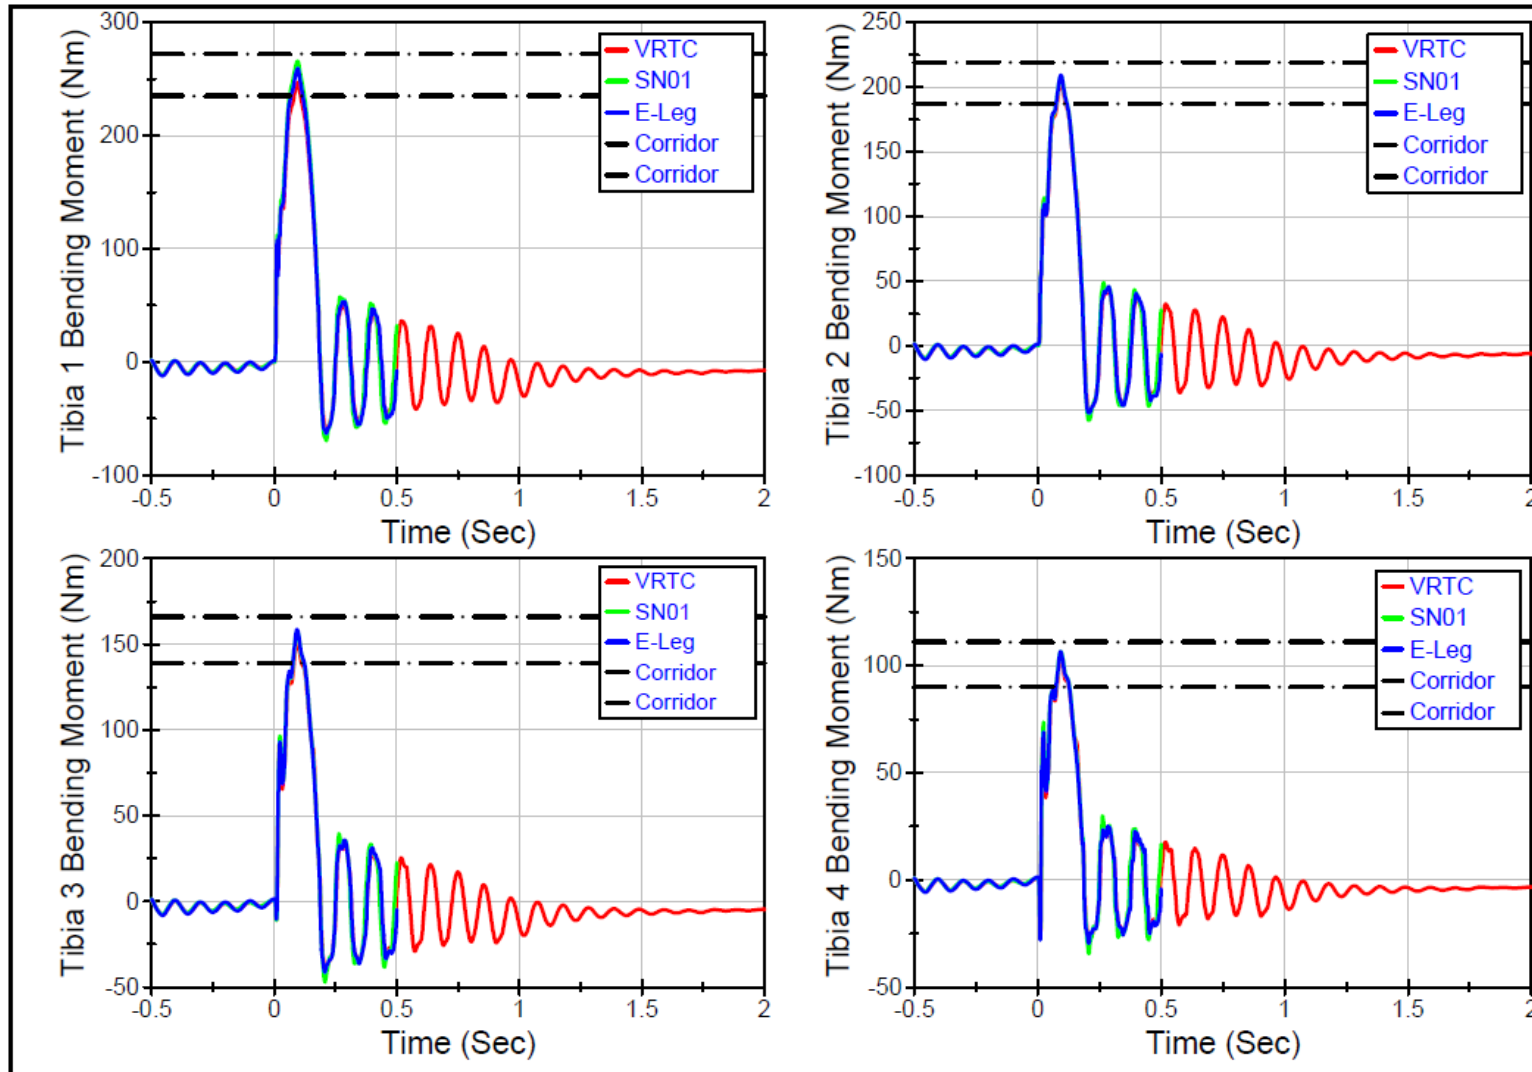 Tibia 1 Bending Moment (Nm)
300
200
100
0
-100
VRTC
SN01
E-Leg
Corridor
Corridor
-0.5 0 0.5 1 1.5 2
Time (Sec)
Tibia 2 Bending Moment (Nm)
250
200
150
100
50
0
-50
-100
VRTC
SN01
E-Leg
Corridor
Corridor
-0.5 0 0.5 1 1.5 2
Time (Sec)
Tibia 3 Bending Moment (Nm)
200
150
100
50
0
-50
VRTC
SN01
E-Leg
Corridor
Corridor
-0.5 0 0.5 1 1.5 2
Time (Sec)
Tibia 4 Bending Moment (Nm)
150
100
50
0
-50
VRTC
SN01
E-Leg
Corridor
Corridor
-0.5 0 0.5 1 1.5 2
Time (Sec)